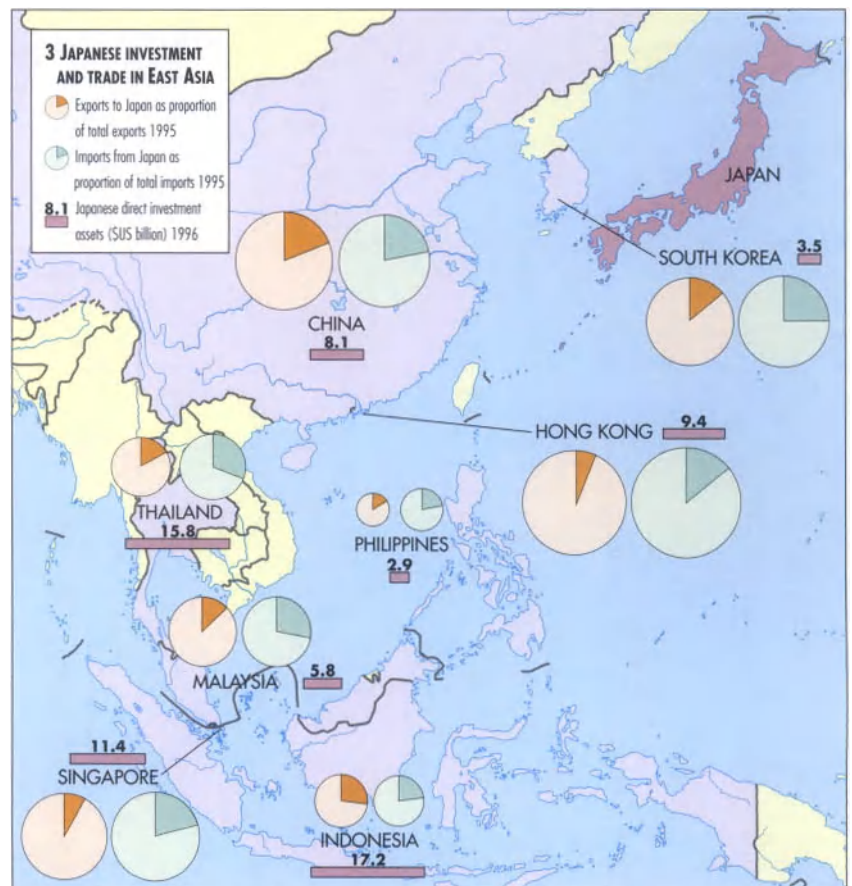 3 JAPANESE INVESTMENT
AND TRADE IN EAST ASIA
Exports to Japan as proportion
of total exports 1995
Imports from Japan as
proportion of total imports 1995
8.1 Japanese direct investment
assets ($US billion) 1996
JAPAN
SOUTH KOREA 3.5
CHINA
8.1
HONG KONG 9.4
THAILAND
15.8
PHILIPPINES
2.9
MALAYSIA 5.8
11.4
SINGAPORE
INDONESIA
17.2